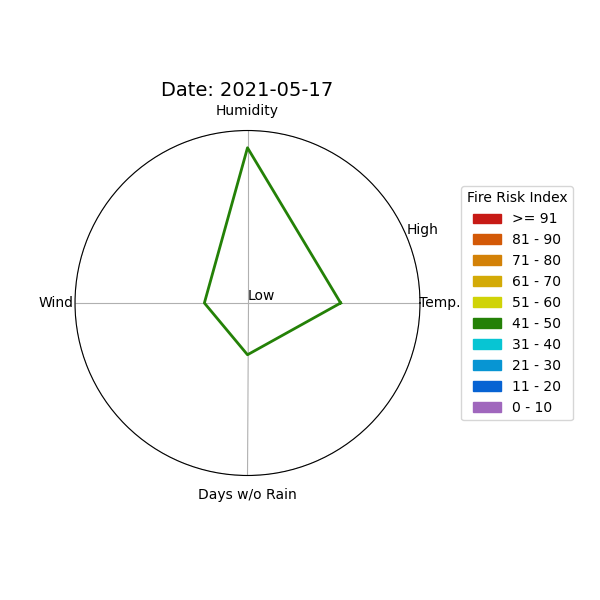 Date: 2021-05-17
Humidity
High
Low
Wind
Temp.
Days w/o Rain
Fire Risk Index
>= 91
81 - 90
71 - 80
61 - 70
51 - 60
41 - 50
31 - 40
21 - 30
11 - 20
0 - 10